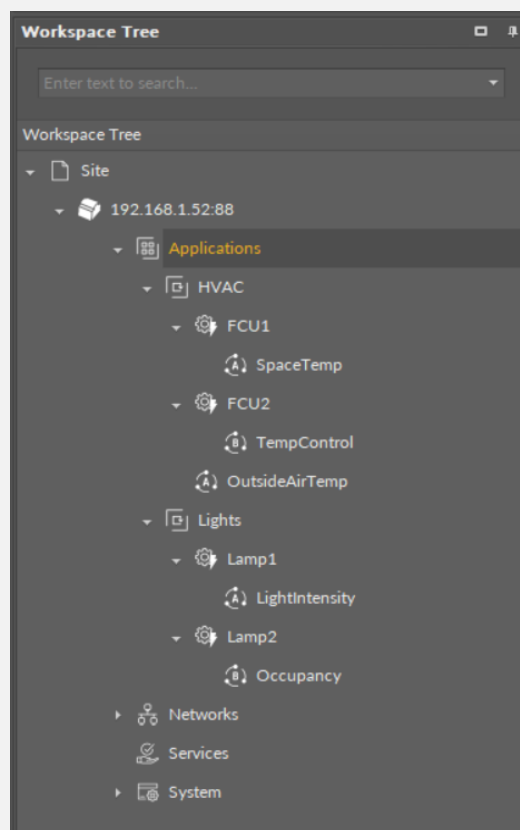 Workspace Tree
Enter text to search...
Workspace Tree
Site
192.168.1.52:88
Applications
HVAC
FCU1
A SpaceTemp
FCU2
B TempControl
A OutsideAirTemp
Lights
Lamp1
A LightIntensity
Lamp2
B Occupancy
Networks
Services
System